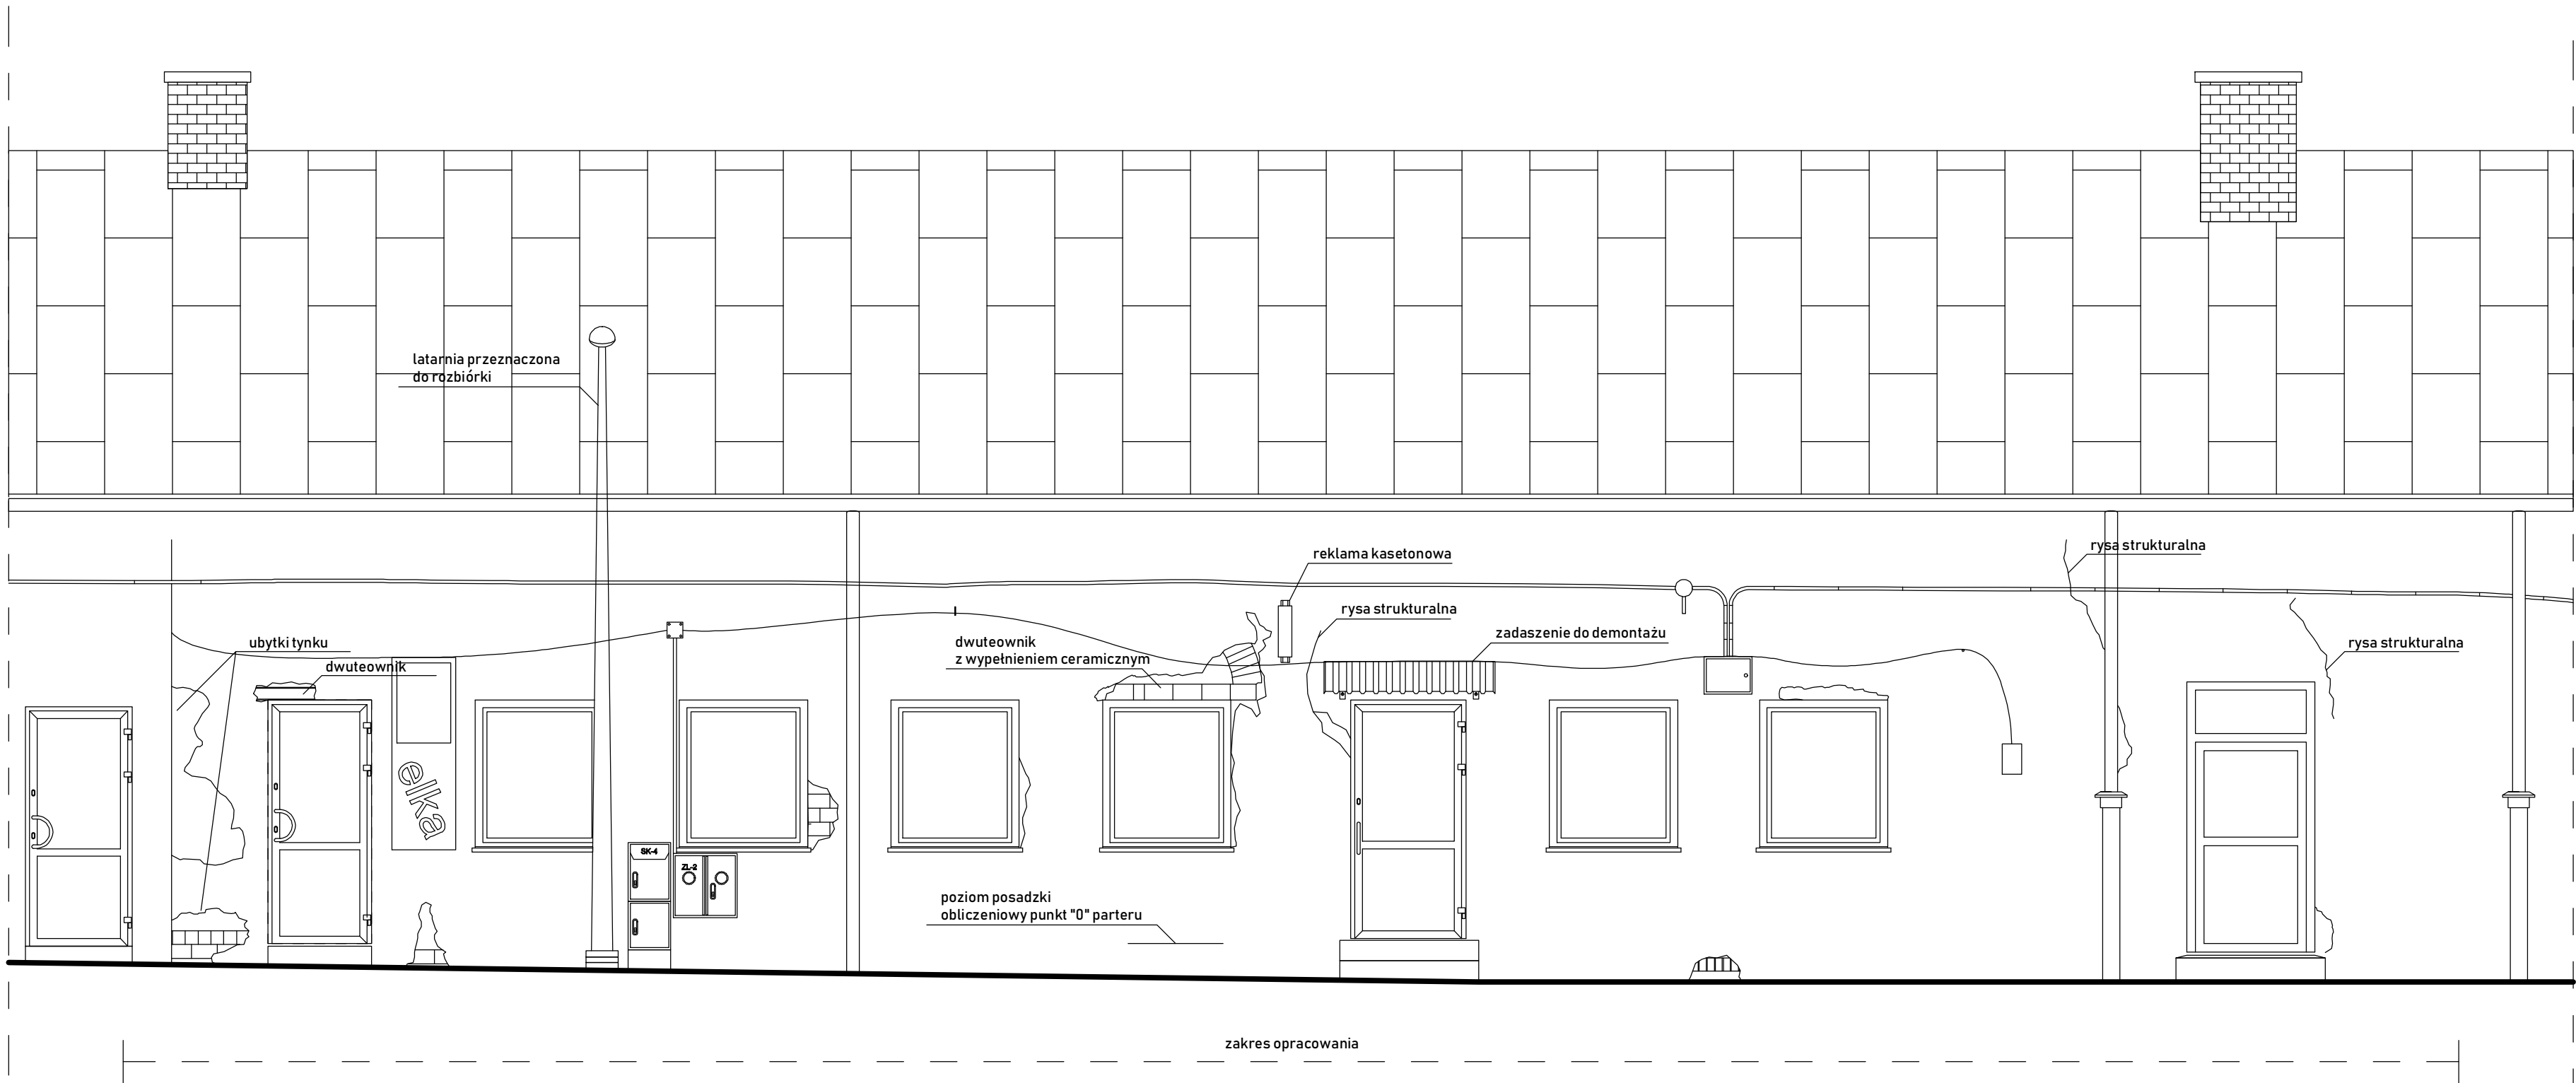 latarnia przeznaczona
do rozbiórki
reklama kasetonowa
rysa strukturalna
rysa strukturalna
ubytki tynku
dwuteownik
dwuteownik
z wypełnieniem ceramicznym
zadaszenie do demontażu
rysa strukturalna
elka
SK-4
ZL-2
poziom posadzki
obliczeniowy punkt "0" parteru
zakres opracowania